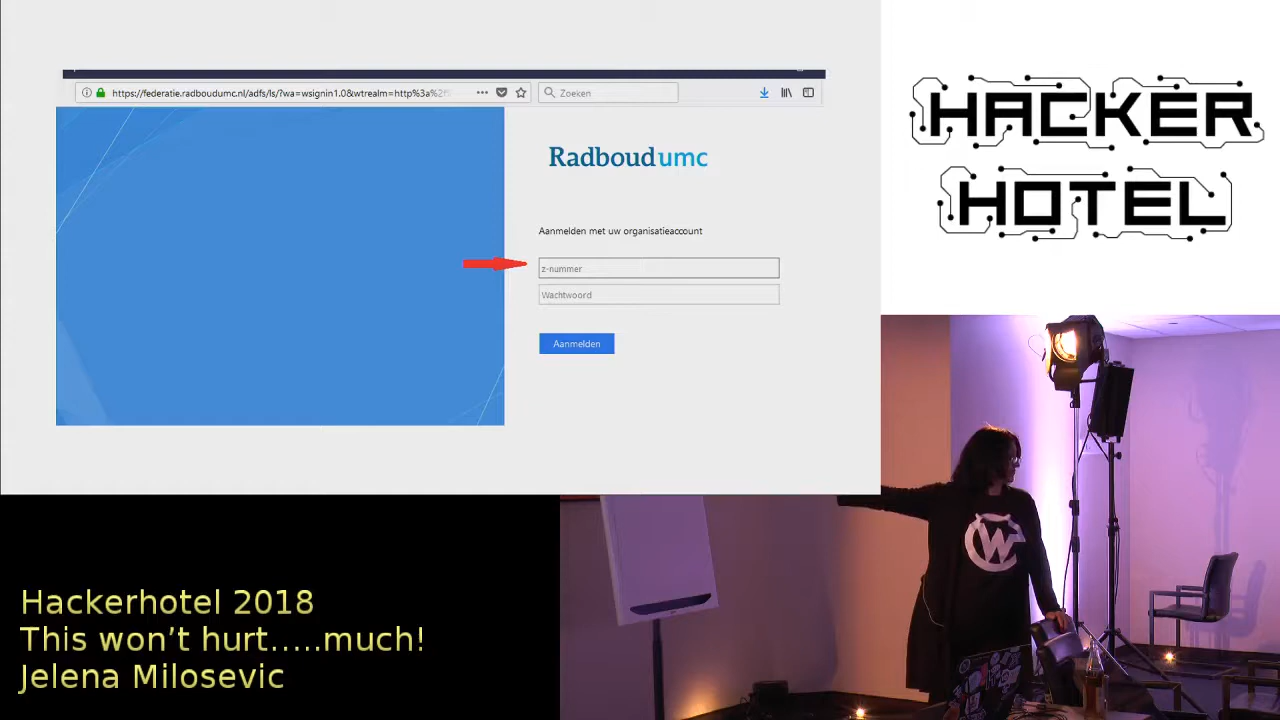 https://federatie.radboudumc.nl/adfs/ls/?wa=wsignin1.0&wtrealm=http%3a%2f
Zoeken
Radboudumc
Aanmelden met uw organisatieaccount
z-nummer
Wachtwoord
Aanmelden
HACKER
HOTEL
W
Hackerhotel 2018
This won't hurt.....much!
Jelena Milosevic